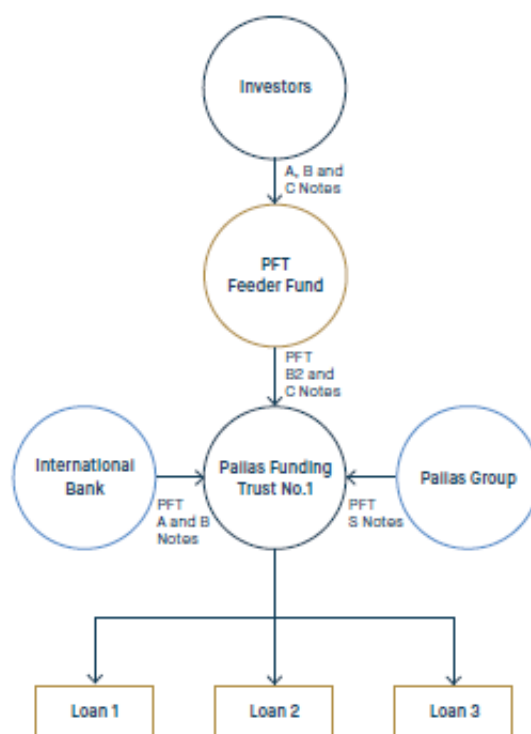 Investors
A, B and
C Notes
PFT
Feeder Fund
PFT
B2 and
C Notes
International
Bank
PFT
A and B
Notes
Pallas Funding
Trust No.1
PFT
S Notes
Pallas Group
Loan 1
Loan 2
Loan 3